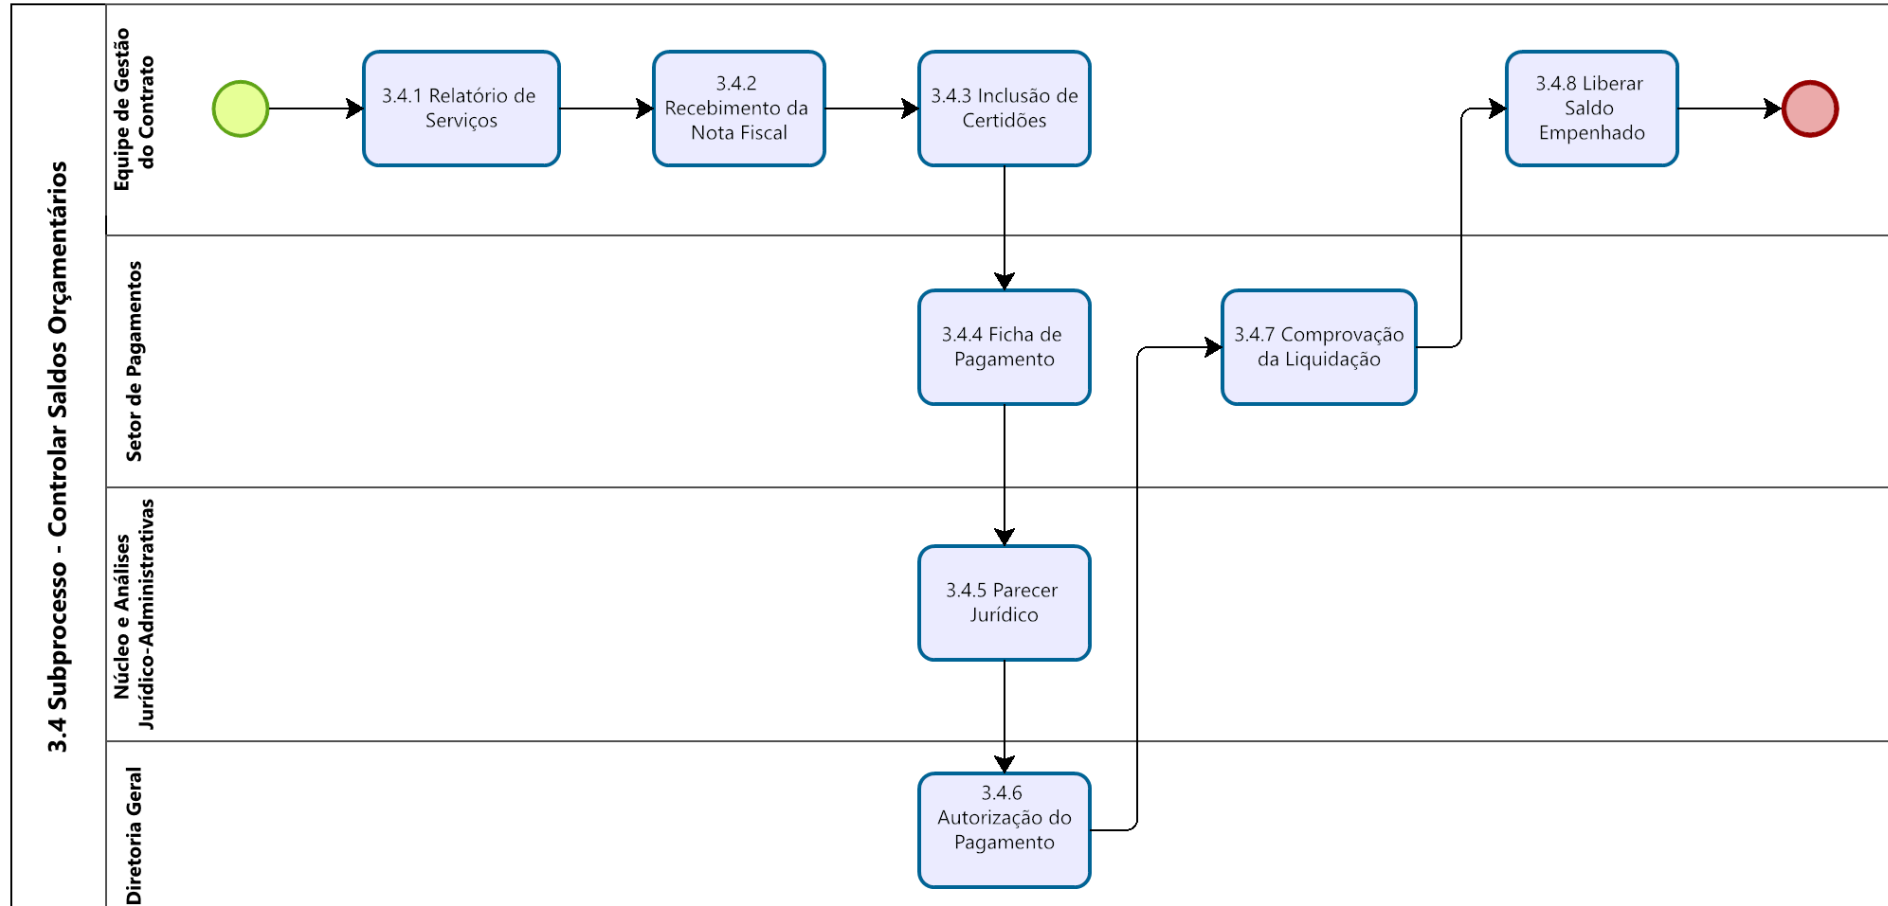 3.4 Subprocesso - Controlar Saldos Orçamentários
Equipe de Gestão
do Contrato
3.4.1 Relatório de
Serviços
3.4.2
Recebimento da
Nota Fiscal
3.4.3 Inclusão de
Certidões
3.4.8 Liberar
Saldo
Empenhado
Setor de Pagamentos
3.4.4 Ficha de
Pagamento
3.4.7 Comprovação
da Liquidação
Núcleo e Análises
Jurídico-Administrativas
3.4.5 Parecer
Jurídico
Diretoria Geral
3.4.6
Autorização do
Pagamento